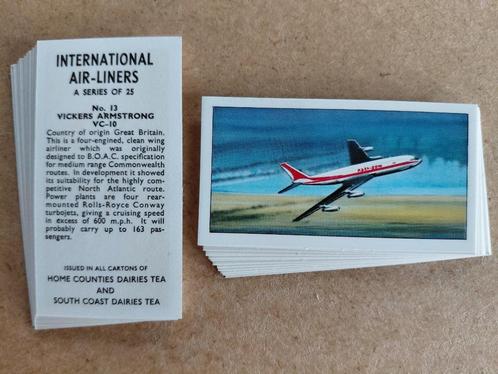 INTERNATIONAL
AIR-LINERS
A SERIES OF 25
No. 13
VICKERS ARMSTRONG
VC-10
Country of origin Great Britain.
This is a four-engined, clean wing
airliner which was originally
designed to B.O.A.C. specification
for medium range Commonwealth
routes. In development it showed
its suitability for the highly com-
petitive North Atlantic route.
Power plants are four rear-
mounted Rolls-Royce Conway
turbojets, giving a cruising speed
in excess of 600 m.p.h. It will
probably carry up to 163 pas-
sengers.
ISSUED IN ALL CARTONS OF
HOME COUNTIES DAIRIES TEA
AND
SOUTH COAST DAIRIES TEA